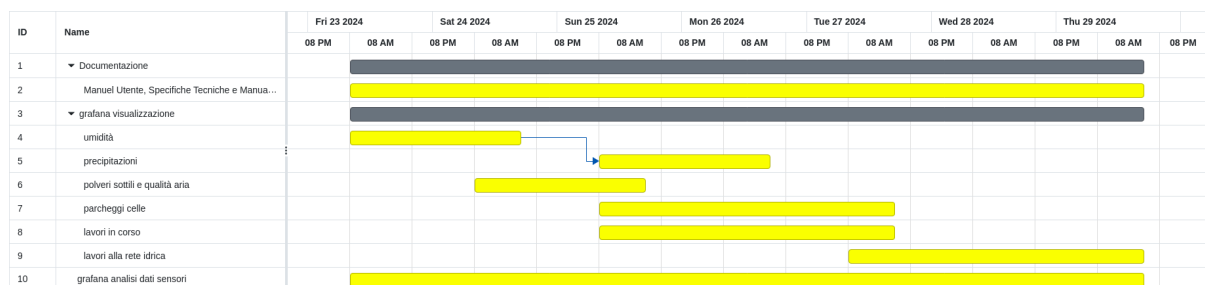 ID Name Fri 23 2024 Sat 24 2024 Sun 25 2024 Mon 26 2024 Tue 27 2024 Wed 28 2024 Thu 29 2024
08 PM 08 AM 08 PM 08 AM 08 PM 08 AM 08 PM 08 AM 08 PM 08 AM 08 PM 08 AM 08 PM 08 AM 08 PM
1 Documentazione
2 Manuel Utente, Specifiche Tecniche e Manua...
3 grafana visualizzazione
4 umidità
5 precipitazioni
6 polveri sottili e qualità aria
7 parcheggi celle
8 lavori in corso
9 lavori alla rete idrica
10 grafana analisi dati sensori